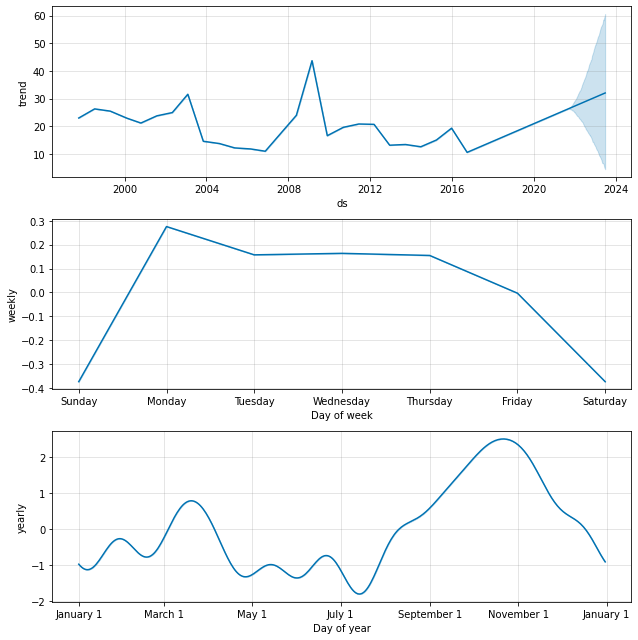 60
50
40
30
20
10
trend
2000 2004 2008 2012 2016 2020 2024
ds
0.3
0.2
0.1
0.0
−0.1
−0.2
−0.3
−0.4
weekly
Sunday Monday Tuesday Wednesday Thursday Friday Saturday
Day of week
2
1
0
−1
−2
yearly
January 1 March 1 May 1 July 1 September 1 November 1 January 1
Day of year